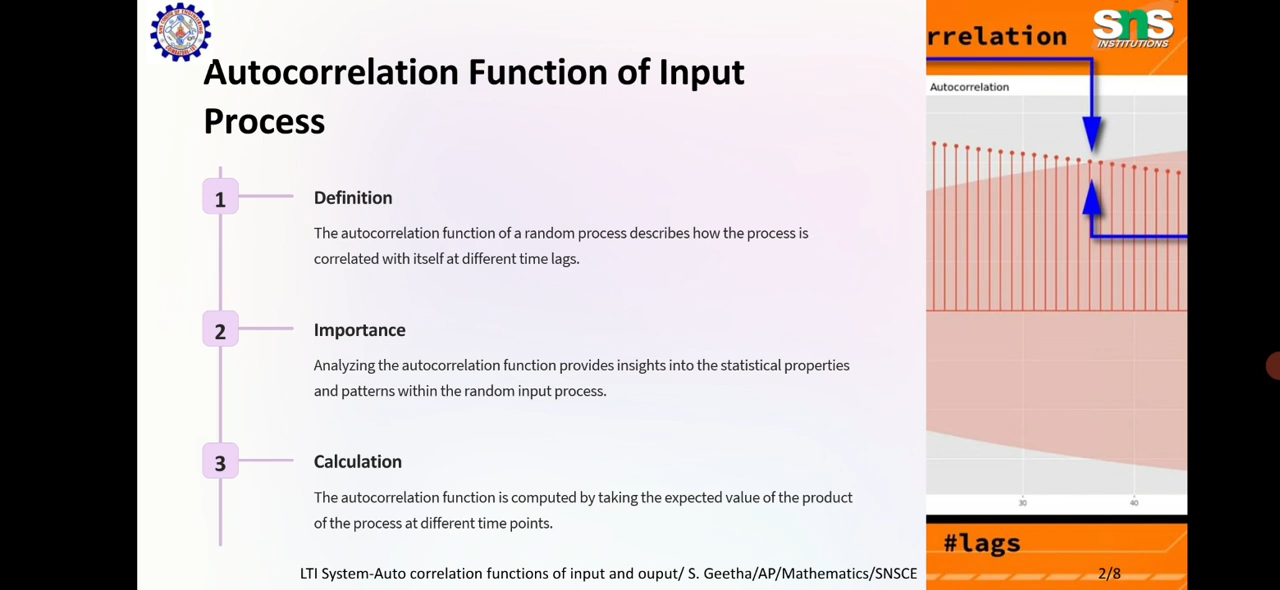 Autocorrelation Function of Input
Process
1
Definition
The autocorrelation function of a random process describes how the process is
correlated with itself at different time lags.
2
Importance
Analyzing the autocorrelation function provides insights into the statistical properties
and patterns within the random input process.
3
Calculation
The autocorrelation function is computed by taking the expected value of the product
of the process at different time points.
LTI System-Auto correlation functions of input and ouput/ S. Geetha/AP/Mathematics/SNSCE
rrelation
sns
INSTITUTIONS
Autocorrelation
30
40
#lags
2/8